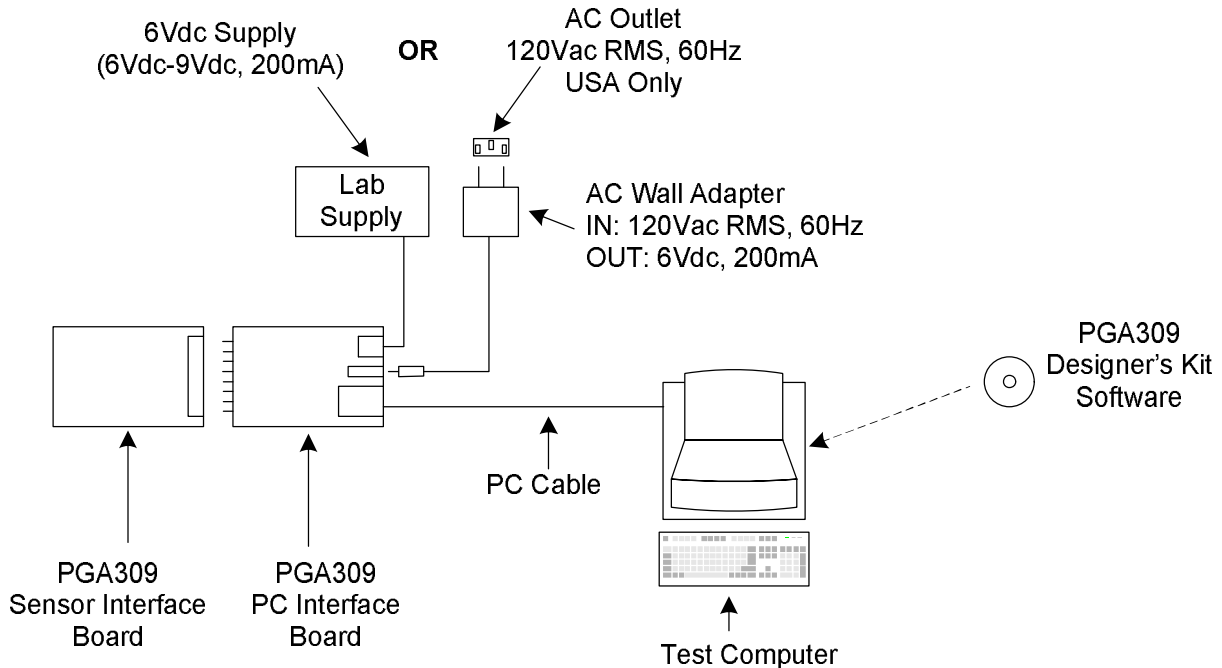 6Vdc Supply
(6Vdc-9Vdc, 200mA)
OR
AC Outlet
120Vac RMS, 60Hz
USA Only
Lab
Supply
AC Wall Adapter
IN: 120Vac RMS, 60Hz
OUT: 6Vdc, 200mA
PGA309
Designer's Kit
Software
PC Cable
PGA309
Sensor Interface
Board
PGA309
PC Interface
Board
Test Computer